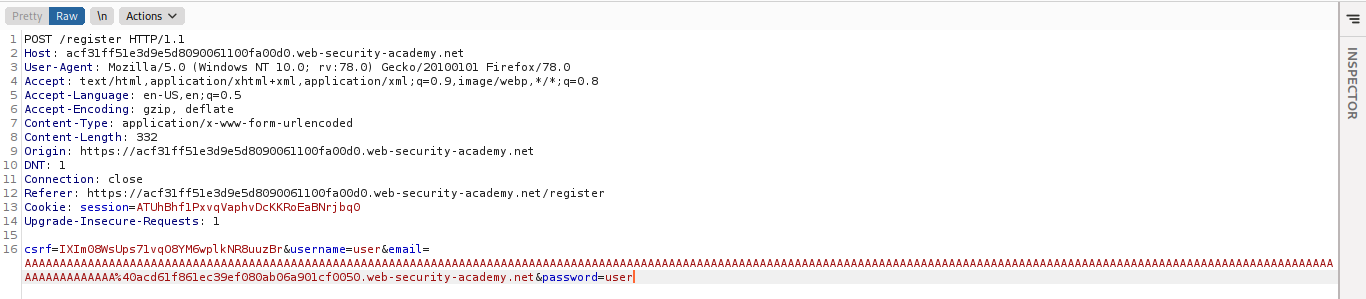 Pretty Raw \n Actions
INSPECTOR
1 POST /register HTTP/1.1
2 Host: acf31ff51e3d9e5d8090061100fa00d0.web-security-academy.net
3 User-Agent: Mozilla/5.0 (Windows NT 10.0; rv:78.0) Gecko/20100101 Firefox/78.0
4 Accept: text/html,application/xhtml+xml,application/xml;q=0.9,image/webp,*/*;q=0.8
5 Accept-Language: en-US,en;q=0.5
6 Accept-Encoding: gzip, deflate
7 Content-Type: application/x-www-form-urlencoded
8 Content-Length: 332
9 Origin: https://acf31ff51e3d9e5d8090061100fa00d0.web-security-academy.net
10 DNT: 1
11 Connection: close
12 Referer: https://acf31ff51e3d9e5d8090061100fa00d0.web-security-academy.net/register
13 Cookie: session=ATUhBhf1PxvqVaphvDcKKRoEaBNrjbq0
14 Upgrade-Insecure-Requests: 1
15
16 csrf=IXIm08WsUps71vqO8YM6wplkNR8uuzBr&username=user&email=
AAAAAAAAAAAAAAAAAAAAAAAAAAAAAAAAAAAAAAAAAAAAAAAAAAAAAAAAAAAAAAAAAAAAAAAAAAAAAAAAAAAAAAAAAAAAAAAAAAAAAAAAAAAAAAAAAAAAAAAAAAAAAAAAAAAAAAAAAAAAAAAAAAAAAAAAAAAAAAAAAAAAAAAAAAAAAAAAAAAAAAA
AAAAAAAAAAAAA%40acd61f861ec39ef080ab06a901cf0050.web-security-academy.net&password=user